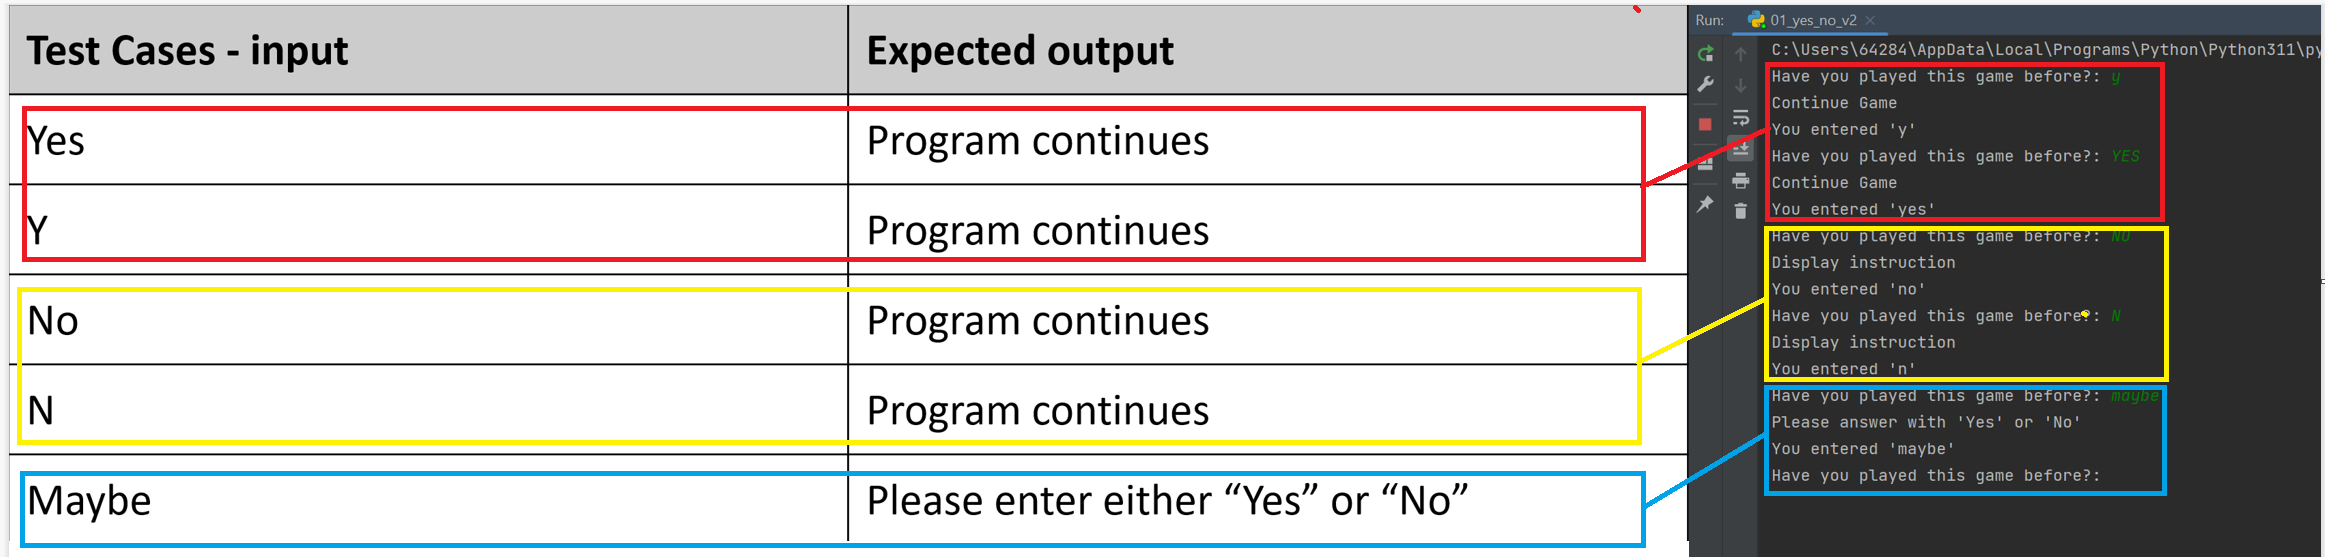 Test Cases - input Expected output
Yes Program continues
Y Program continues
No Program continues
N Program continues
Maybe Please enter either “Yes” or “No”
Run: 01_yes_no_v2
C:\Users\64284\AppData\Local\Programs\Python\Python311\py
Have you played this game before?: y
Continue Game
You entered 'y'
Have you played this game before?: YES
Continue Game
You entered 'yes'
Have you played this game before?: NO
Display instruction
You entered 'no'
Have you played this game before?: N
Display instruction
You entered 'n'
Have you played this game before?: maybe
Please answer with 'Yes' or 'No'
You entered 'maybe'
Have you played this game before?: